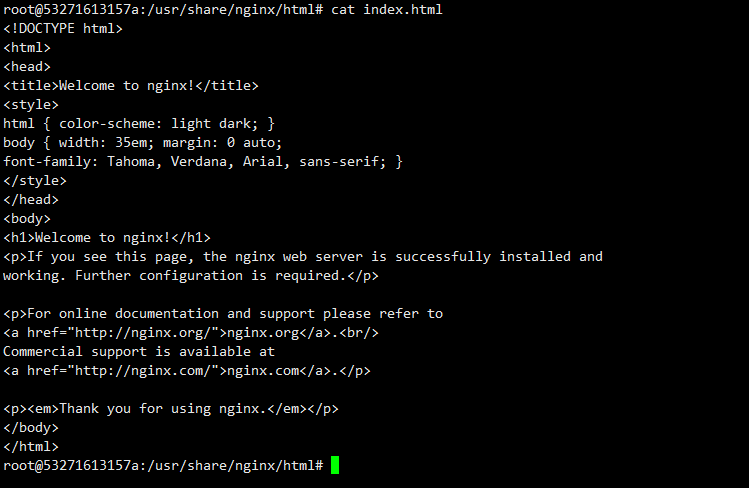 root@53271613157a:/usr/share/nginx/html# cat index.html
<!DOCTYPE html>
<html>
<head>
<title>Welcome to nginx!</title>
<style>
html { color-scheme: light dark; }
body { width: 35em; margin: 0 auto;
font-family: Tahoma, Verdana, Arial, sans-serif; }
</style>
</head>
<body>
<h1>Welcome to nginx!</h1>
<p>If you see this page, the nginx web server is successfully installed and
working. Further configuration is required.</p>

<p>For online documentation and support please refer to
<a href="http://nginx.org/">nginx.org</a>.<br/>
Commercial support is available at
<a href="http://nginx.com/">nginx.com</a>.</p>

<p><em>Thank you for using nginx.</em></p>
</body>
</html>
root@53271613157a:/usr/share/nginx/html#